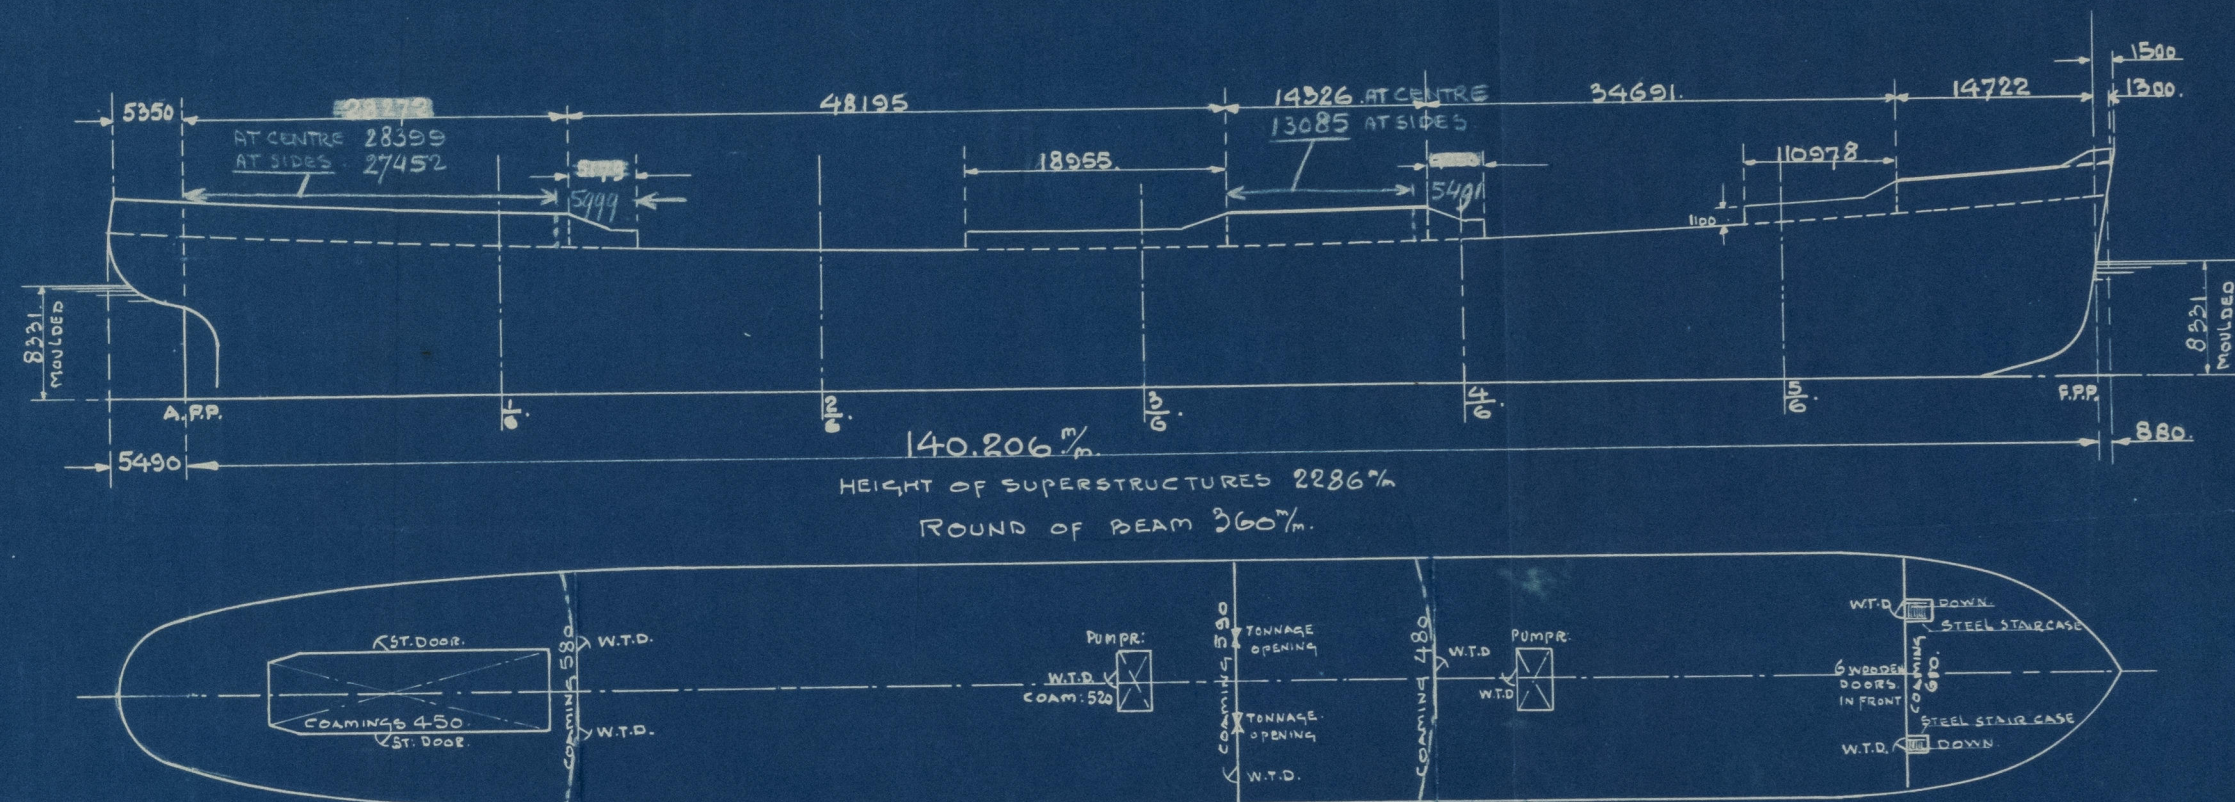 1500
5350
48195
14326 AT CENTRE
34691.
14722
1300.
AT CENTRE 28399
AT SIDES. 27452
13085 AT SIDES.
18955.
10978
5999
5491
1100
8331.
MOULDED
8331
MOULDED
A.P.P.
1/6.
2/6.
3/6.
4/6.
5/6.
F.P.P.
5490
140.206 m/m.
880.
HEIGHT OF SUPERSTRUCTURES 2286 m/m
ROUND OF BEAM 360 m/m.
ST. DOOR.
COAMINGS 450.
ST: DOOR.
COAMING 580
W.T.D.
W.T.D.
PUMPR:
W.T.D.
COAM: 520
COAMING 590
TONNAGE
OPENING
TONNAGE.
OPENING
W.T.D.
COAMING 480
W.T.D
PUMPR:
W.T.D
W.T.D
DOWN.
STEEL STAIRCASE
6 WOODEN
DOORS.
IN FRONT
COAMING
STEEL STAIR CASE
W.T.D.
DOWN.